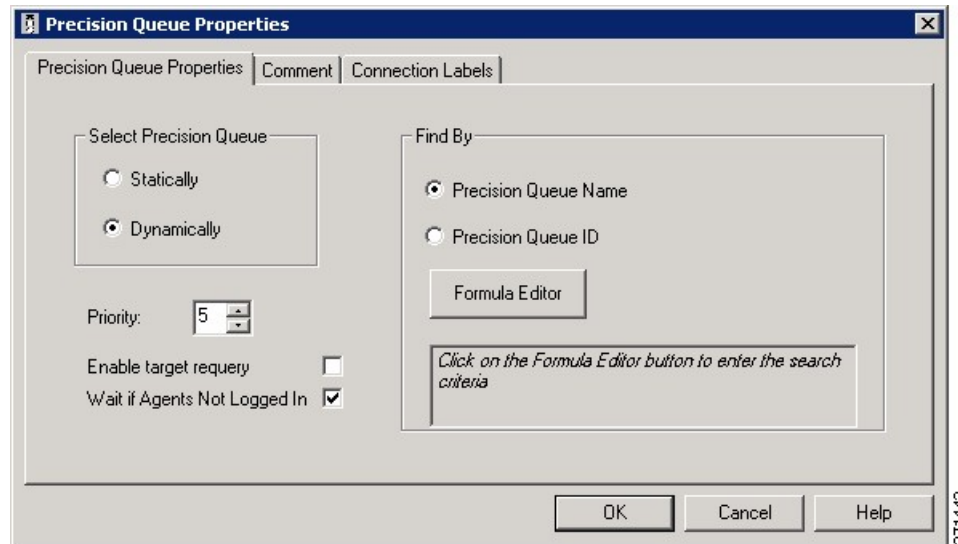 Precision Queue Properties
Precision Queue Properties
Comment
Connection Labels
Select Precision Queue
Statically
Dynamically
Priority:
5
Enable target requery
Wait if Agents Not Logged In
Find By
Precision Queue Name
Precision Queue ID
Formula Editor
Click on the Formula Editor button to enter the search
criteria
OK
Cancel
Help